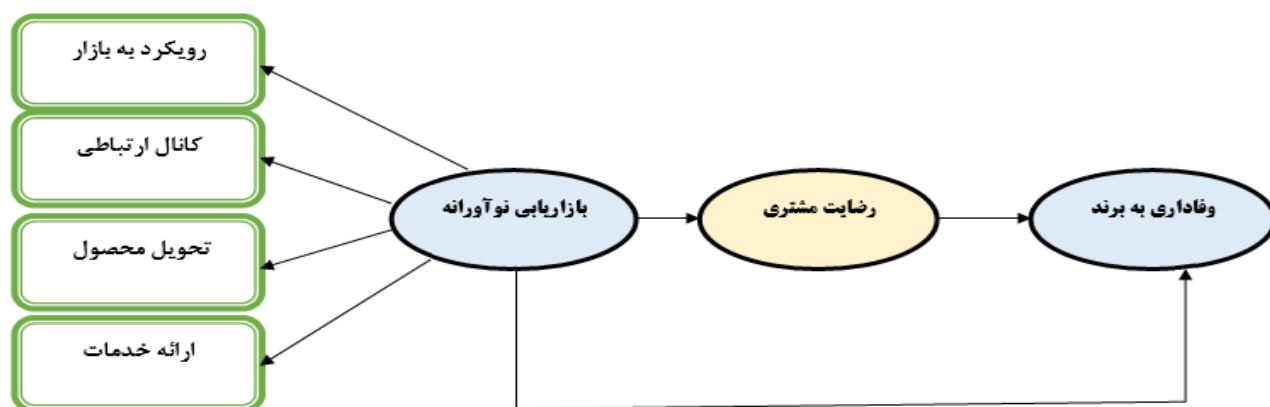 رویکرد به بازار
کانال ارتباطی
تحویل محصول
ارائه خدمات
بازاریابی نوآورانه
رضایت مشتری
وفاداری به برند